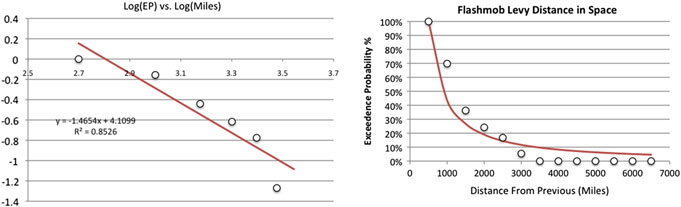 Log(EP) vs. Log(Miles)
0.4
0.2
0
-0.2
-0.4
-0.6
-0.8
-1
-1.2
-1.4
2.5 2.7 2.9 3.1 3.3 3.5 3.7
y = -1.4654x + 4.1099
R² = 0.8526
Flashmob Levy Distance in Space
Exceedence Probability %
100%
90%
80%
70%
60%
50%
40%
30%
20%
10%
0%
0 1000 2000 3000 4000 5000 6000 7000
Distance From Previous (Miles)